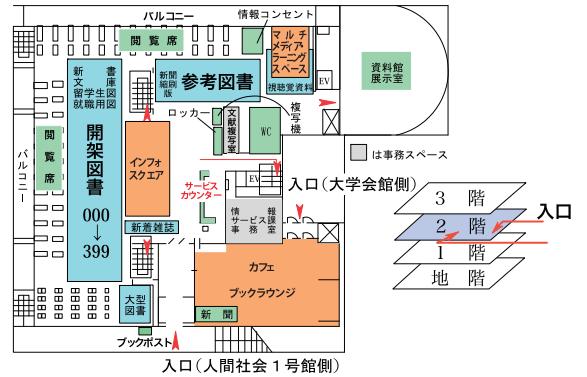 バルコニー
情報コンセント
閲覧席
マルチ
メディア・
ラーニング
スペース
視聴覚資料
EV
資料館
展示室
新文庫
留学生図書
就職用図書
新聞
縮刷
版
参考図書
ロッカー
文献複写室
WC
複写機
は事務スペース
閲覧席
バルコニー
開架図書
000
↓
399
インフォ
スクエア
サービス
カウンター
EV
入口(大学会館側)
情報
サービス課
事務室
新着雑誌
カフェ
ブックラウンジ
大型
図書
新聞
ブックポスト
入口(人間社会1号館側)
3 階
2 階
1 階
地 階
入口